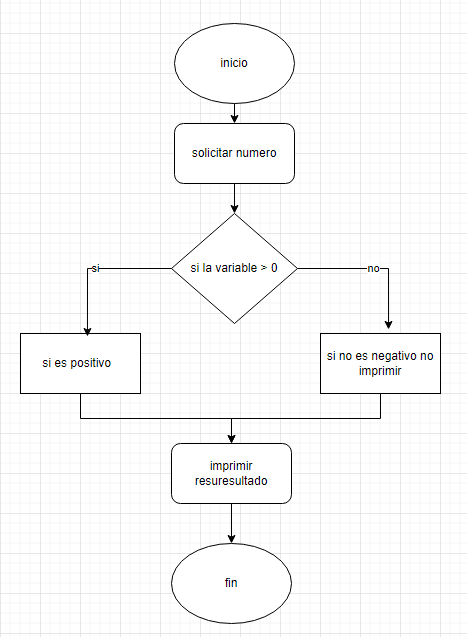 inicio
solicitar numero
si la variable > 0
si
no
si es positivo
si no es negativo no
imprimir
imprimir
resuresultado
fin